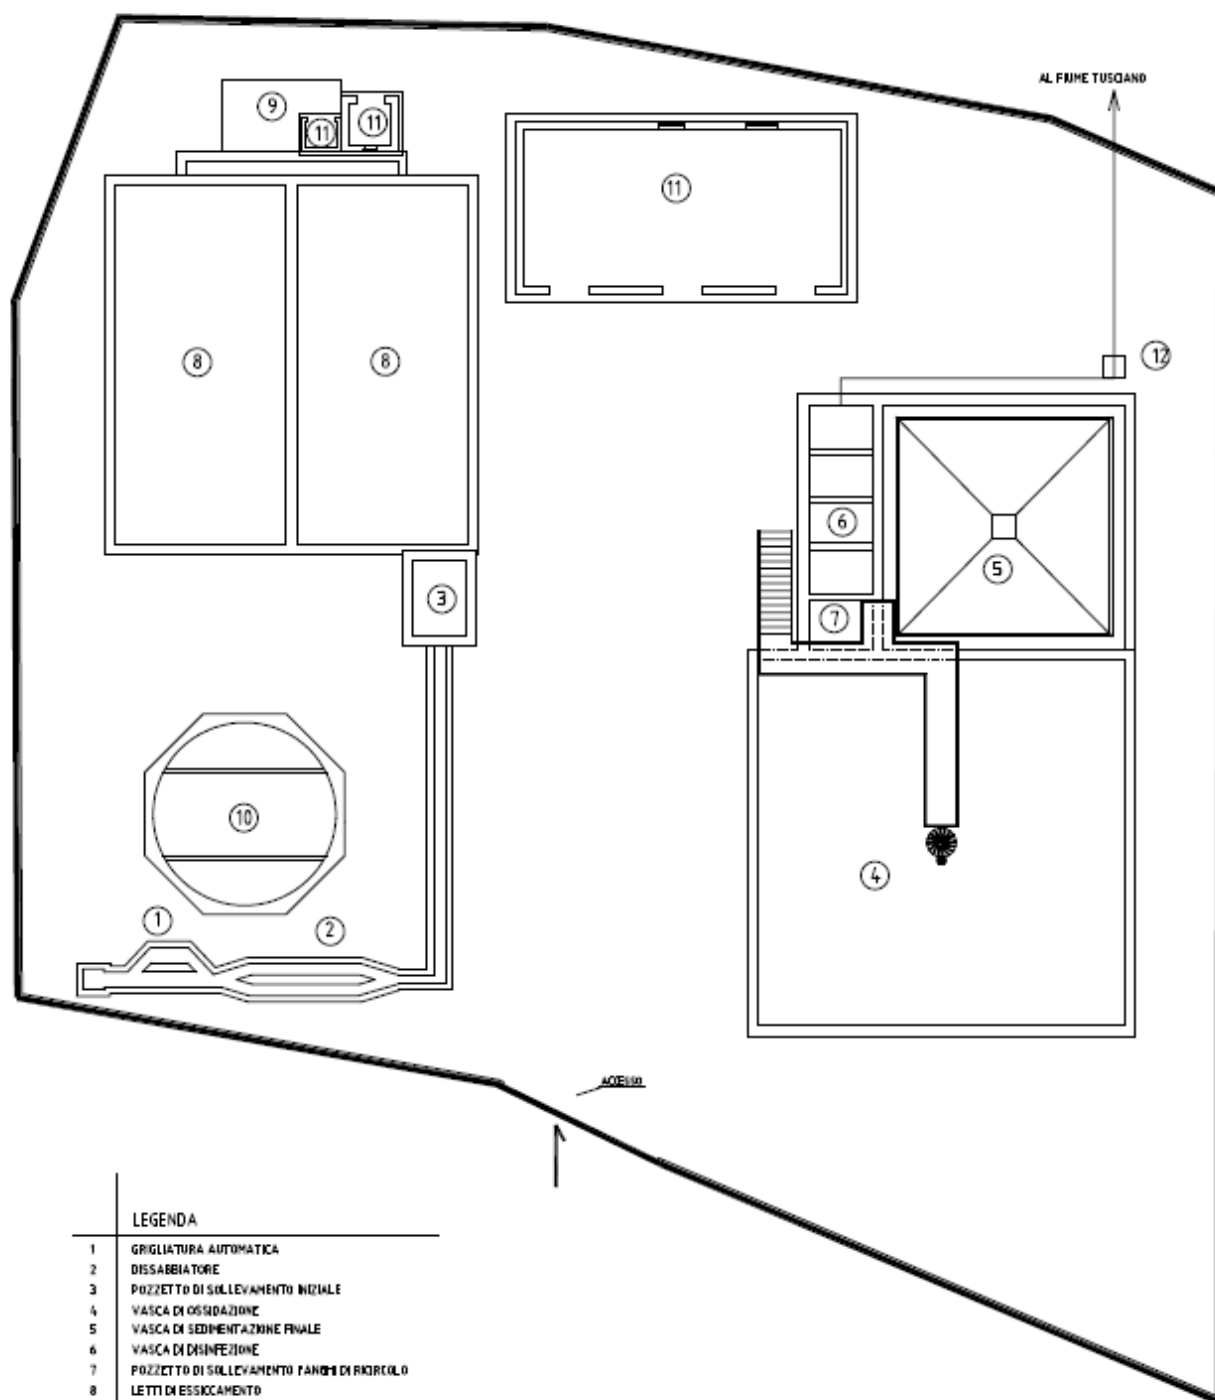 AL FIUME TUSCIANO
9
11
11
11
8
8
12
6
5
3
7
10
4
1
2
ACCESSO
LEGENDA
1 GRIGLIATURA AUTOMATICA
2 DISSABBIATORE
3 POZZETTO DI SOLLEVAMENTO INIZIALE
4 VASCA DI OSSIDAZIONE
5 VASCA DI SEDIMENTAZIONE FINALE
6 VASCA DI DISINFEZIONE
7 POZZETTO DI SOLLEVAMENTO FANGHI DI RICIRCOLO
8 LETTI DI ESSICCAMENTO